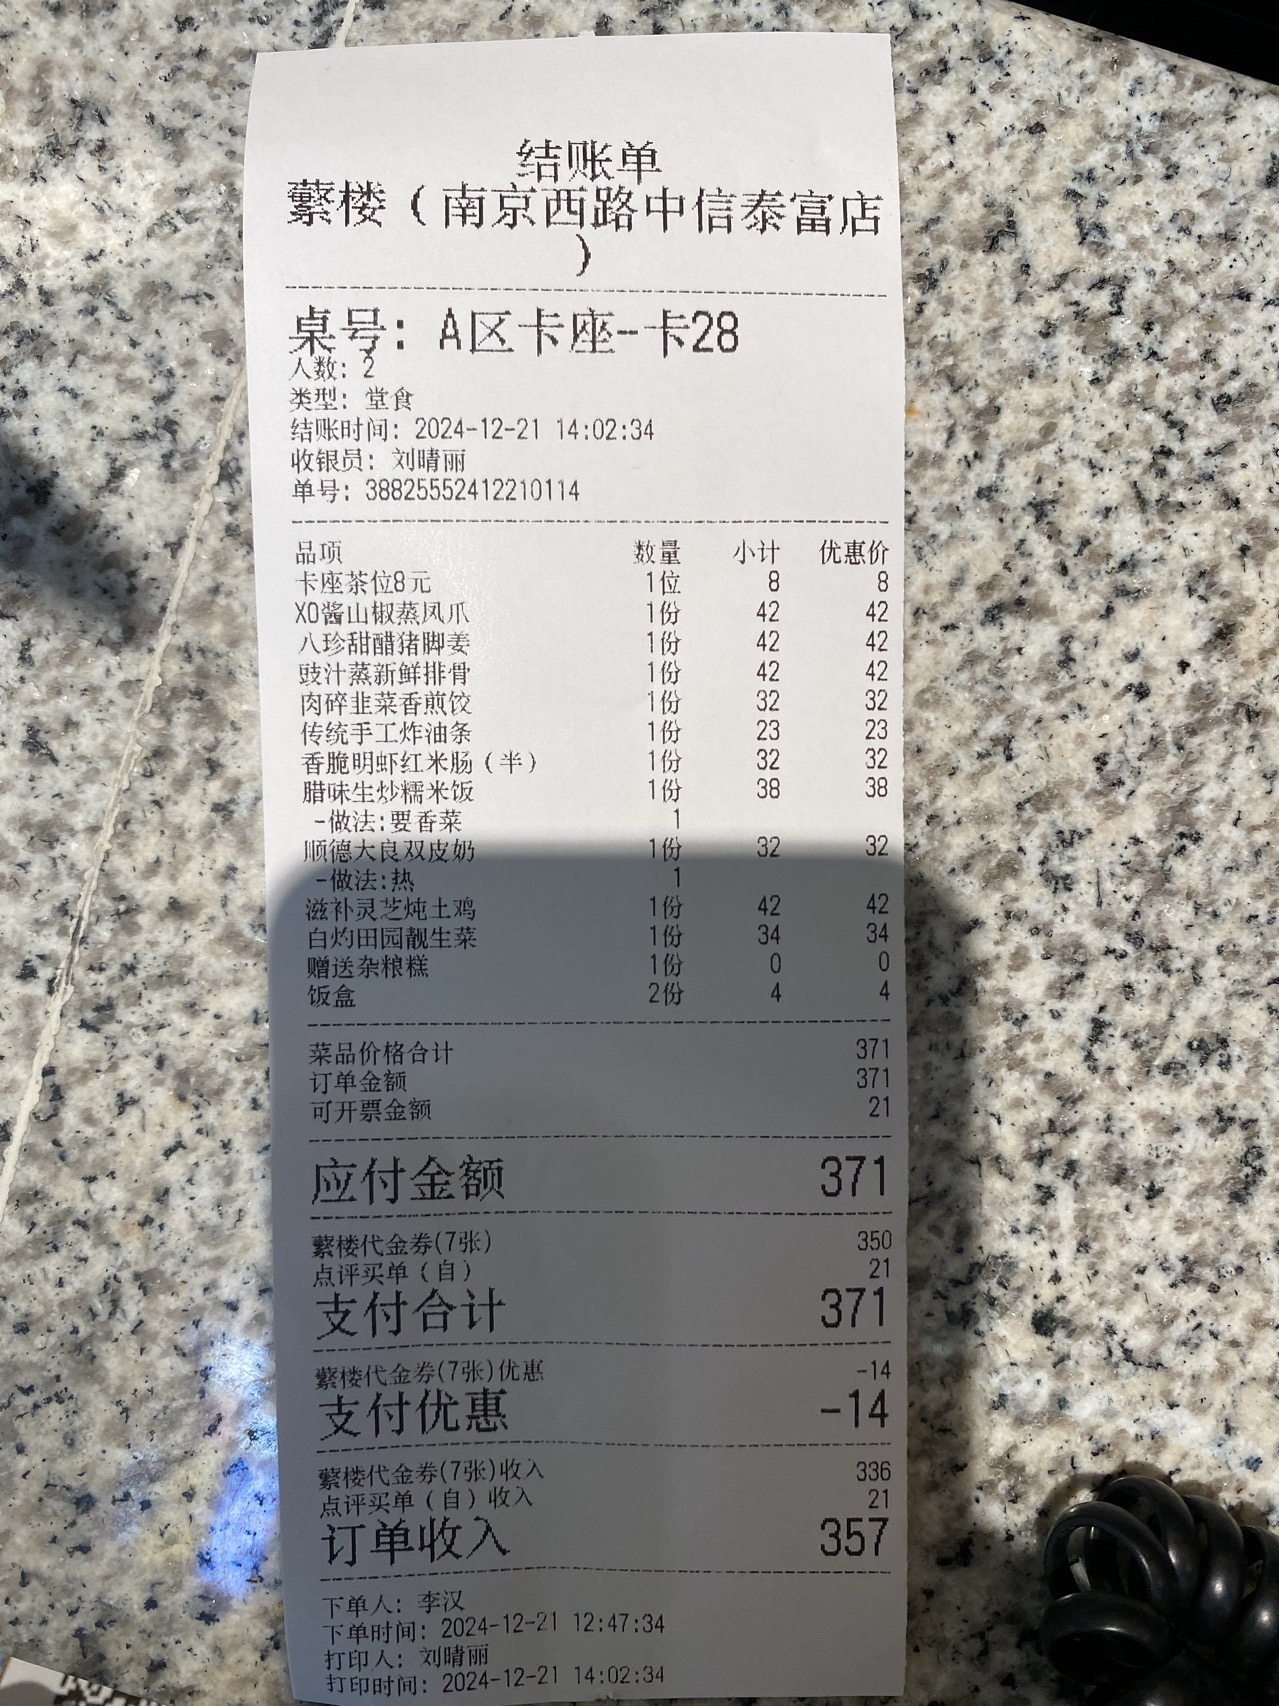 结账单
蘩楼（南京西路中信泰富店
）
桌号: A区卡座-卡28
人数: 2
类型: 堂食
结账时间: 2024-12-21 14:02:34
收银员: 刘晴丽
单号: 38825552412210114
品项 数量 小计 优惠价
卡座茶位8元 1位 8 8
XO酱山椒蒸凤爪 1份 42 42
八珍甜醋猪脚姜 1份 42 42
豉汁蒸新鲜排骨 1份 42 42
肉碎韭菜香煎饺 1份 32 32
传统手工炸油条 1份 23 23
香脆明虾红米肠（半） 1份 32 32
腊味生炒糯米饭 1份 38 38
-做法:要香菜 1
顺德大良双皮奶 1份 32 32
-做法:热 1
滋补灵芝炖土鸡 1份 42 42
白灼田园靓生菜 1份 34 34
赠送杂粮糕 1份 0 0
饭盒 2份 4 4
菜品价格合计 371
订单金额 371
可开票金额 21
应付金额 371
蘩楼代金券(7张) 350
点评买单（自） 21
支付合计 371
蘩楼代金券(7张)优惠 -14
支付优惠 -14
蘩楼代金券(7张)收入 336
点评买单（自）收入 21
订单收入 357
下单人: 李汉
下单时间: 2024-12-21 12:47:34
打印人: 刘晴丽
打印时间: 2024-12-21 14:02:34